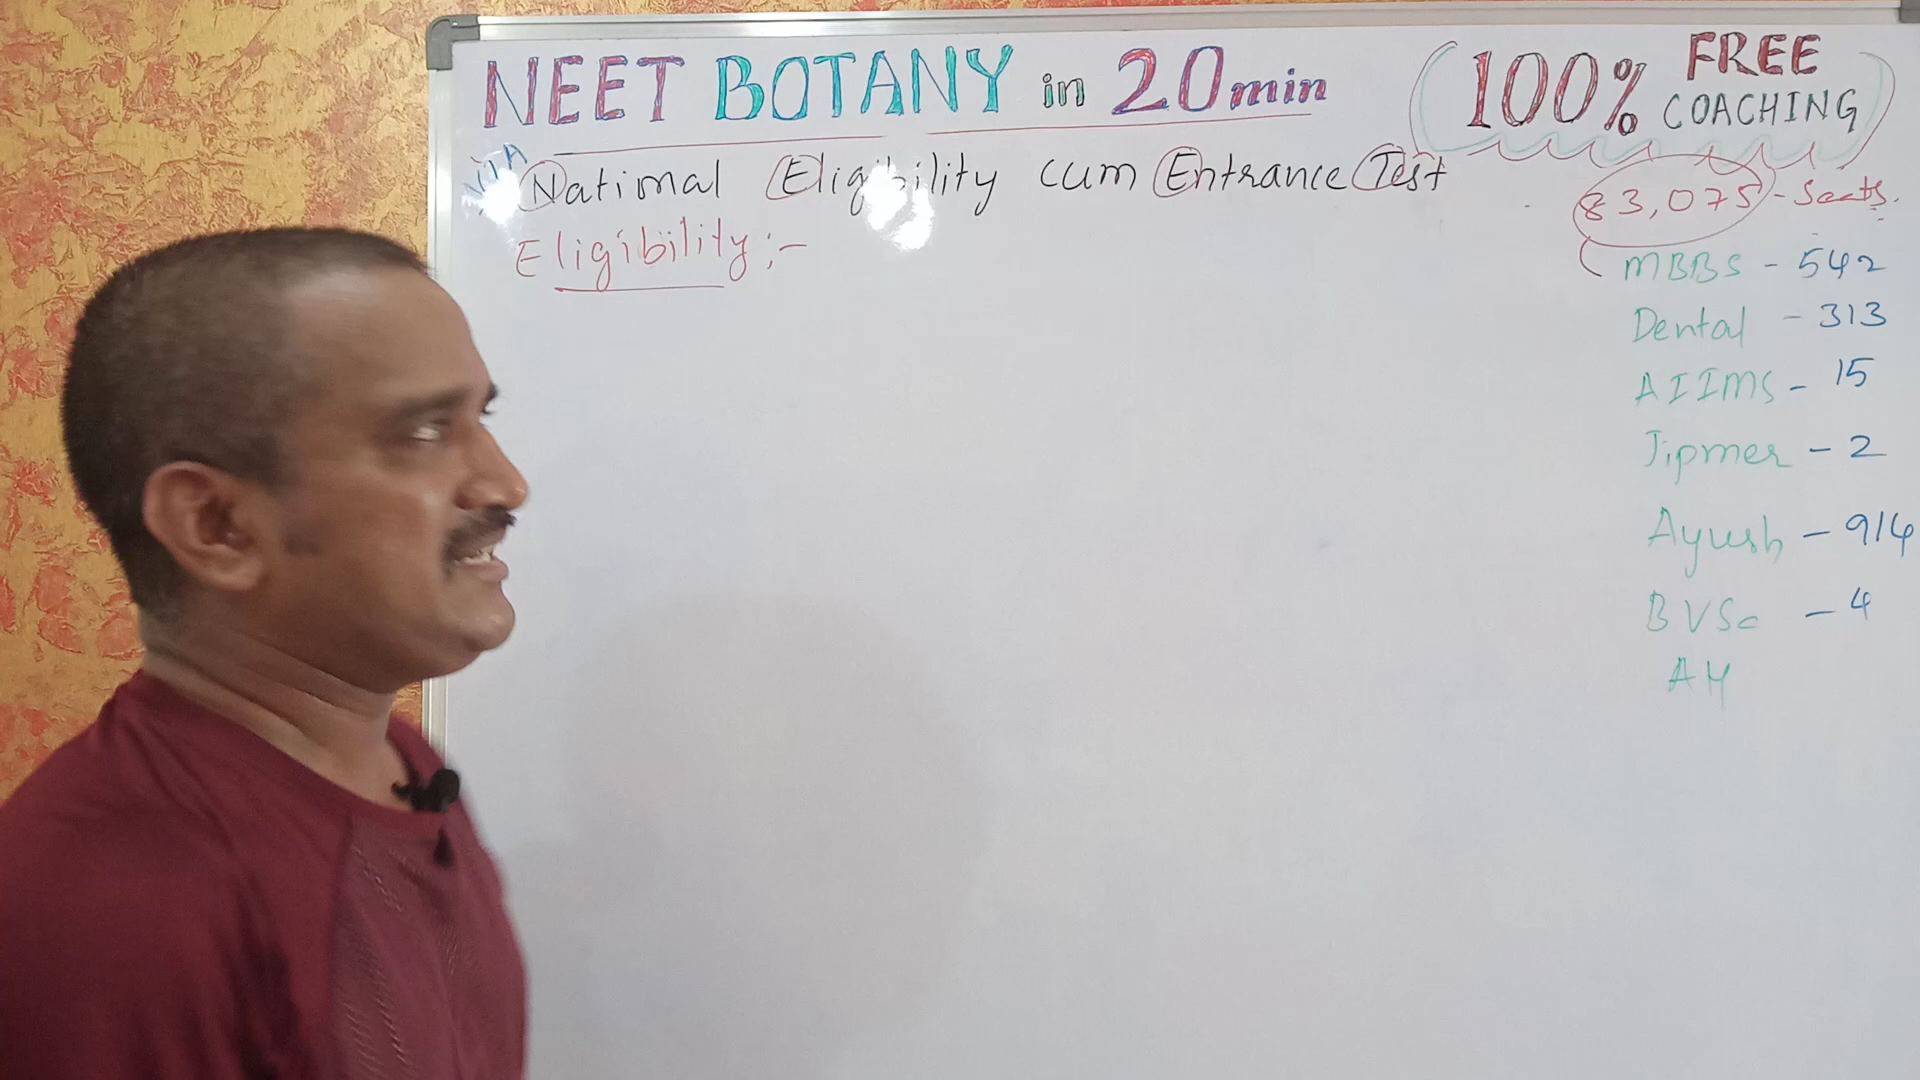 NEET BOTANY in 20min
100% FREE COACHING
National Eligibility cum Entrance Test
83,075 - Seats.
Eligibility :-
MBBS - 542
Dental - 313
AIIMS - 15
Jipmer - 2
Ayush - 914
BVSc - 4
AH